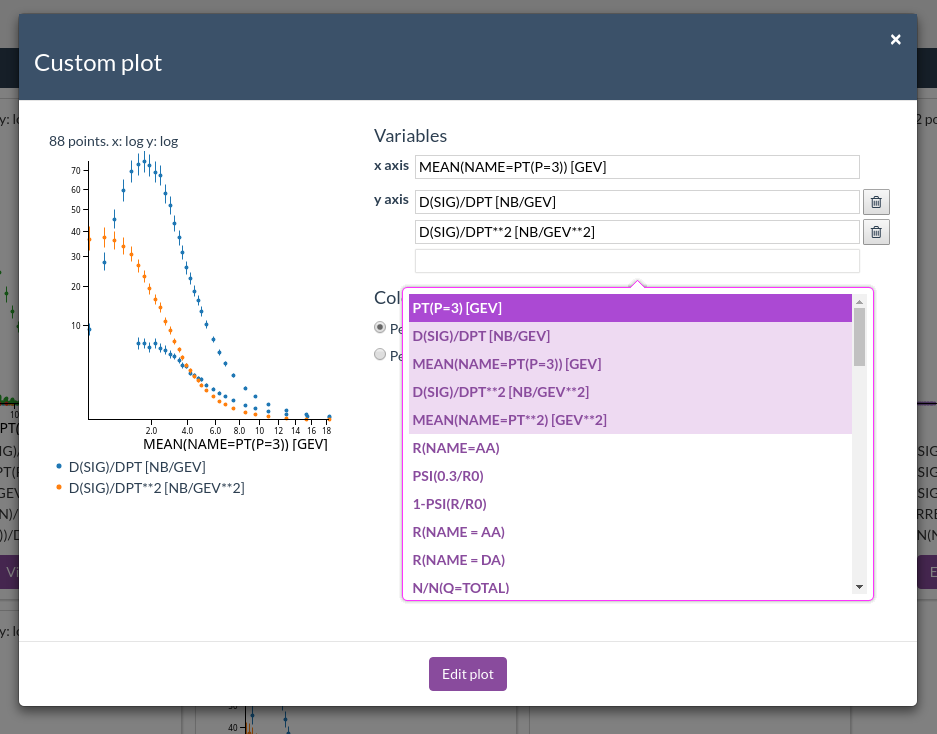 ×
Custom plot
88 points. x: log y: log
70
60
50
40
30
20
10
2.0 4.0 6.0 8.0 10 12 14 16 18
MEAN(NAME=PT(P=3)) [GEV]
D(SIG)/DPT [NB/GEV]
D(SIG)/DPT**2 [NB/GEV**2]
Variables
x axis MEAN(NAME=PT(P=3)) [GEV]
y axis D(SIG)/DPT [NB/GEV]
D(SIG)/DPT**2 [NB/GEV**2]
Col
Pe
Pe
PT(P=3) [GEV]
D(SIG)/DPT [NB/GEV]
MEAN(NAME=PT(P=3)) [GEV]
D(SIG)/DPT**2 [NB/GEV**2]
MEAN(NAME=PT**2) [GEV**2]
R(NAME=AA)
PSI(0.3/R0)
1-PSI(R/R0)
R(NAME = AA)
R(NAME = DA)
N/N(Q=TOTAL)
Edit plot
40